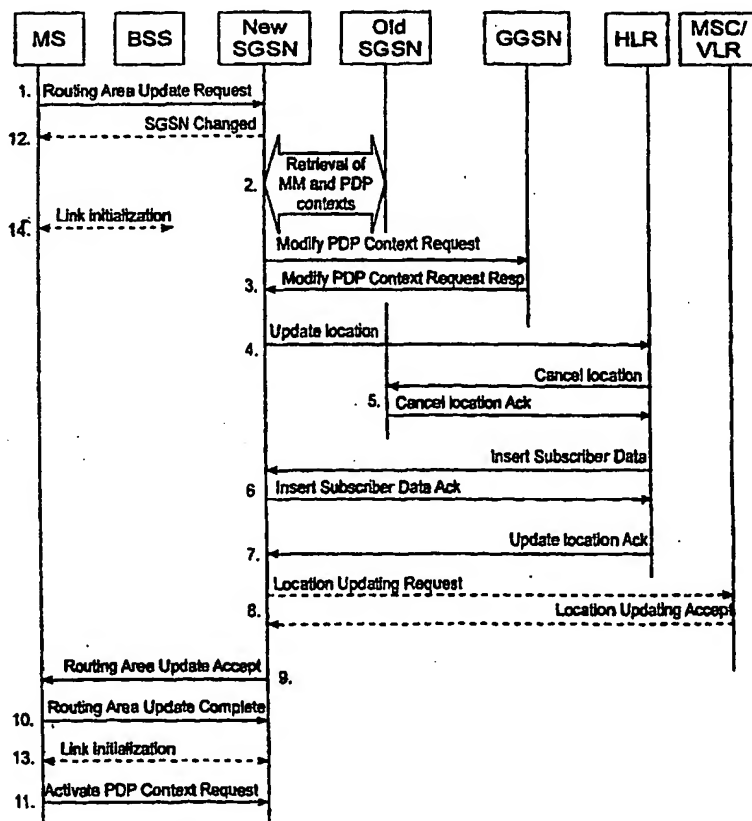 MS
BSS
New
SGSN
Old
SGSN
GGSN
HLR
MSC/
VLR
1. Routing Area Update Request
12. SGSN Changed
2. Retrieval of
MM and PDP
contexts
14. Link initialization
Modify PDP Context Request
3. Modify PDP Context Request Resp
4. Update location
Cancel location
5. Cancel location Ack
Insert Subscriber Data
6 Insert Subscriber Data Ack
7. Update location Ack
Location Updating Request
8. Location Updating Accept
Routing Area Update Accept 9.
10. Routing Area Update Complete
13. Link initialization
11. Activate PDP Context Request